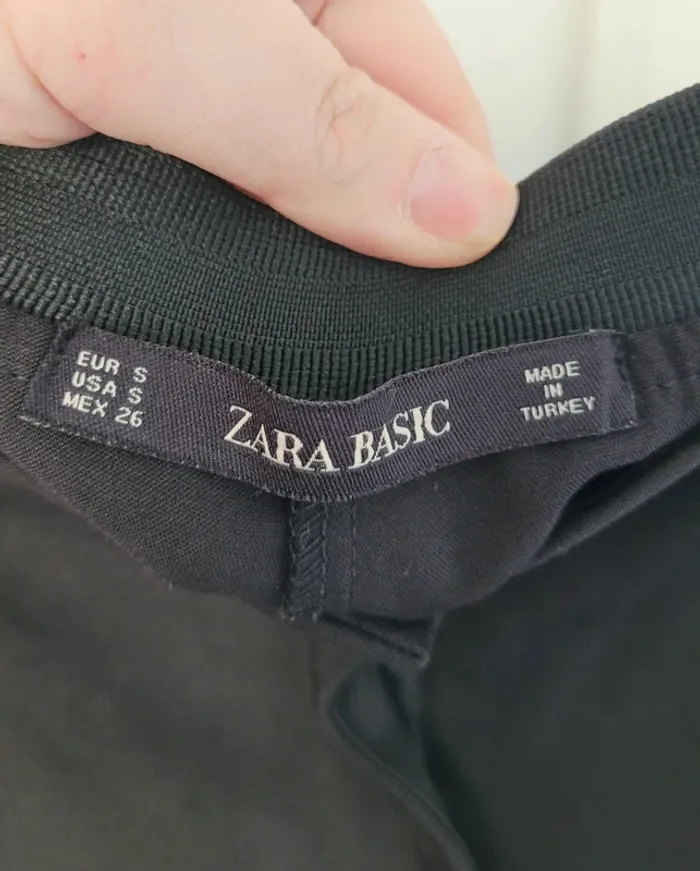 EUR S
USA S
MEX 26
ZARA BASIC
MADE
IN
TURKEY